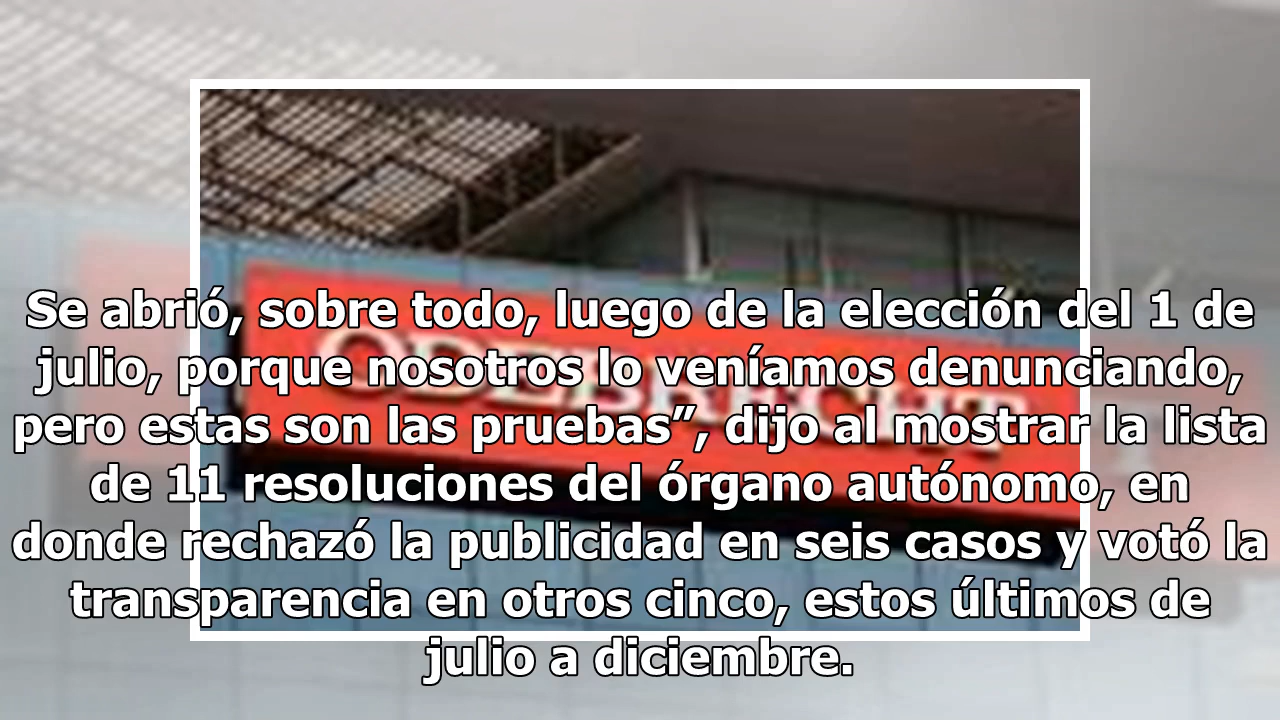 Se abrió, sobre todo, luego de la elección del 1 de
julio, porque nosotros lo veníamos denunciando,
pero estas son las pruebas”, dijo al mostrar la lista
de 11 resoluciones del órgano autónomo, en
donde rechazó la publicidad en seis casos y votó la
transparencia en otros cinco, estos últimos de
julio a diciembre.
ODEBRECHT